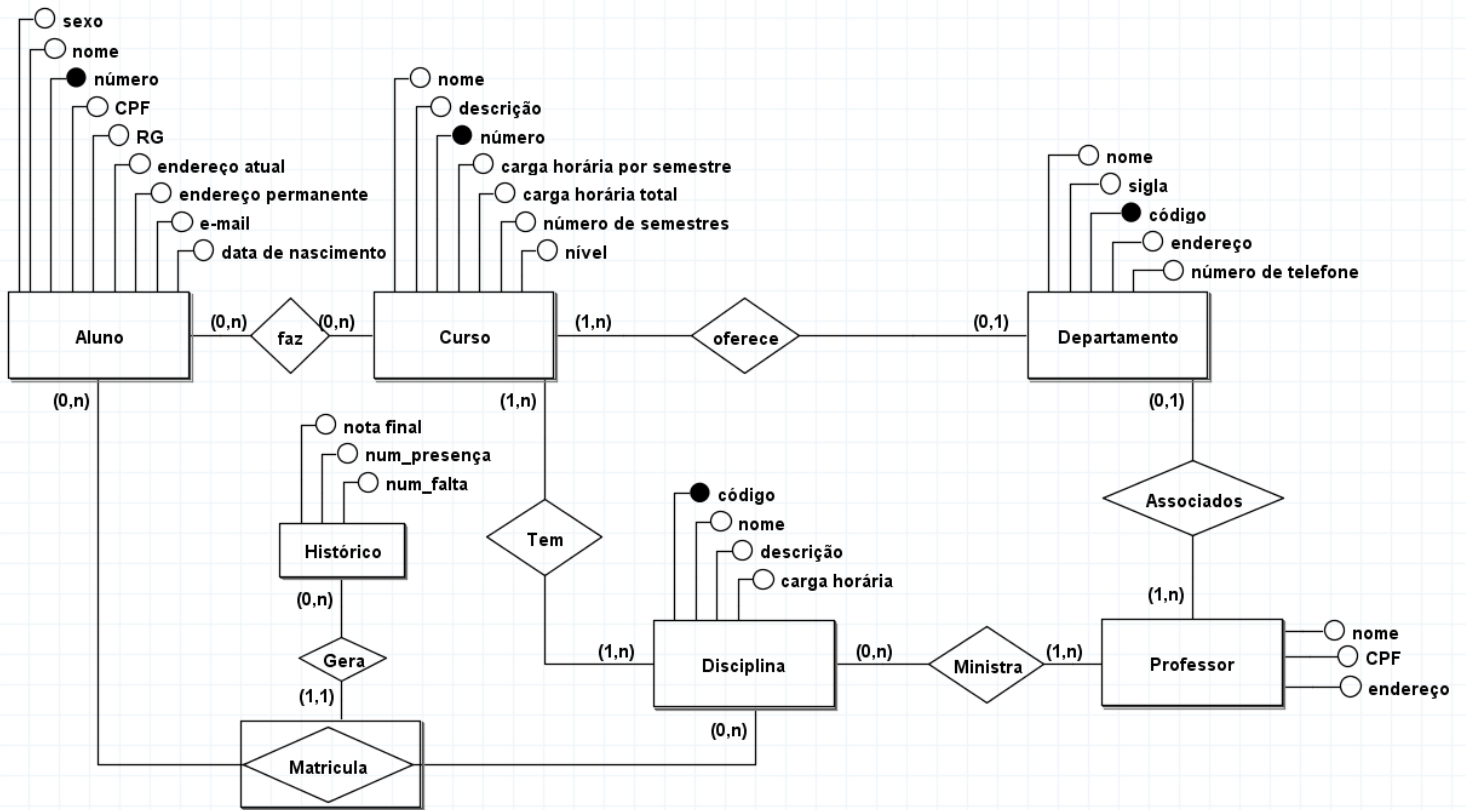 sexo
nome
número
CPF
RG
endereço atual
endereço permanente
e-mail
data de nascimento
Aluno
(0,n)
faz
(0,n)
nome
descrição
número
carga horária por semestre
carga horária total
número de semestres
nível
Curso
(1,n)
oferece
(0,1)
nome
sigla
código
endereço
número de telefone
Departamento
(0,n)
(1,n)
(0,1)
nota final
num_presença
num_falta
Histórico
(0,n)
Gera
(1,1)
Matricula
Tem
(1,n)
código
nome
descrição
carga horária
Disciplina
(0,n)
(0,n)
Ministra
(1,n)
Associados
(1,n)
Professor
nome
CPF
endereço